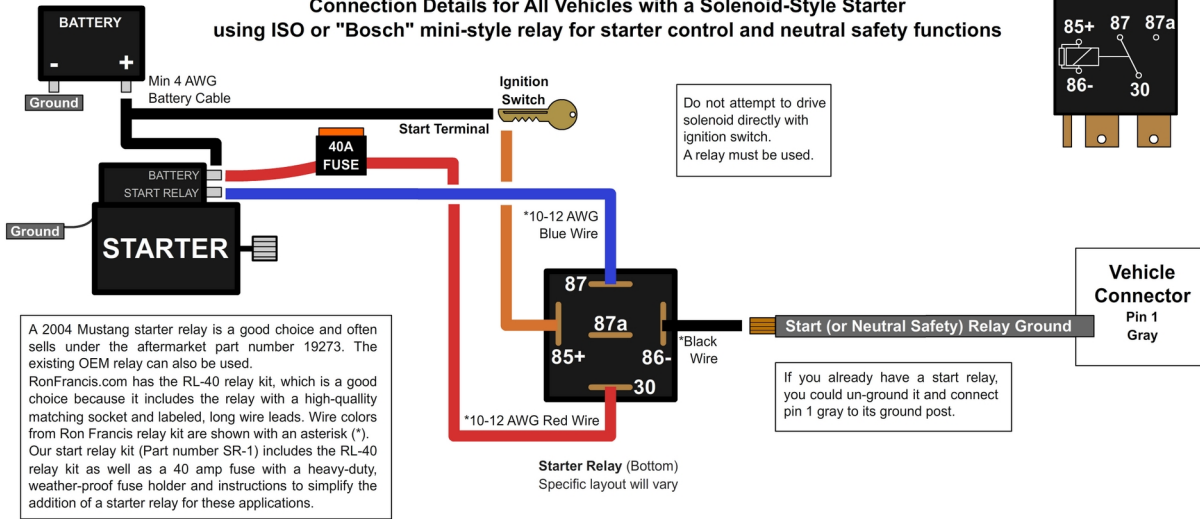 Connection Details for All Vehicles with a Solenoid-Style Starter
using ISO or "Bosch" mini-style relay for starter control and neutral safety functions
BATTERY
- +
Ground
Min 4 AWG
Battery Cable
Ignition
Switch
Start Terminal
40A
FUSE
BATTERY
START RELAY
Ground
STARTER
Do not attempt to drive
solenoid directly with
ignition switch.
A relay must be used.
85+ 87 87a
86- 30
*10-12 AWG
Blue Wire
87
87a
85+ 86-
30
*Black
Wire
*10-12 AWG Red Wire
Start (or Neutral Safety) Relay Ground
Vehicle
Connector
Pin 1
Gray
If you already have a start relay,
you could un-ground it and connect
pin 1 gray to its ground post.
Starter Relay (Bottom)
Specific layout will vary
A 2004 Mustang starter relay is a good choice and often
sells under the aftermarket part number 19273. The
existing OEM relay can also be used.
RonFrancis.com has the RL-40 relay kit, which is a good
choice because it includes the relay with a high-quallity
matching socket and labeled, long wire leads. Wire colors
from Ron Francis relay kit are shown with an asterisk (*).
Our start relay kit (Part number SR-1) includes the RL-40
relay kit as well as a 40 amp fuse with a heavy-duty,
weather-proof fuse holder and instructions to simplify the
addition of a starter relay for these applications.